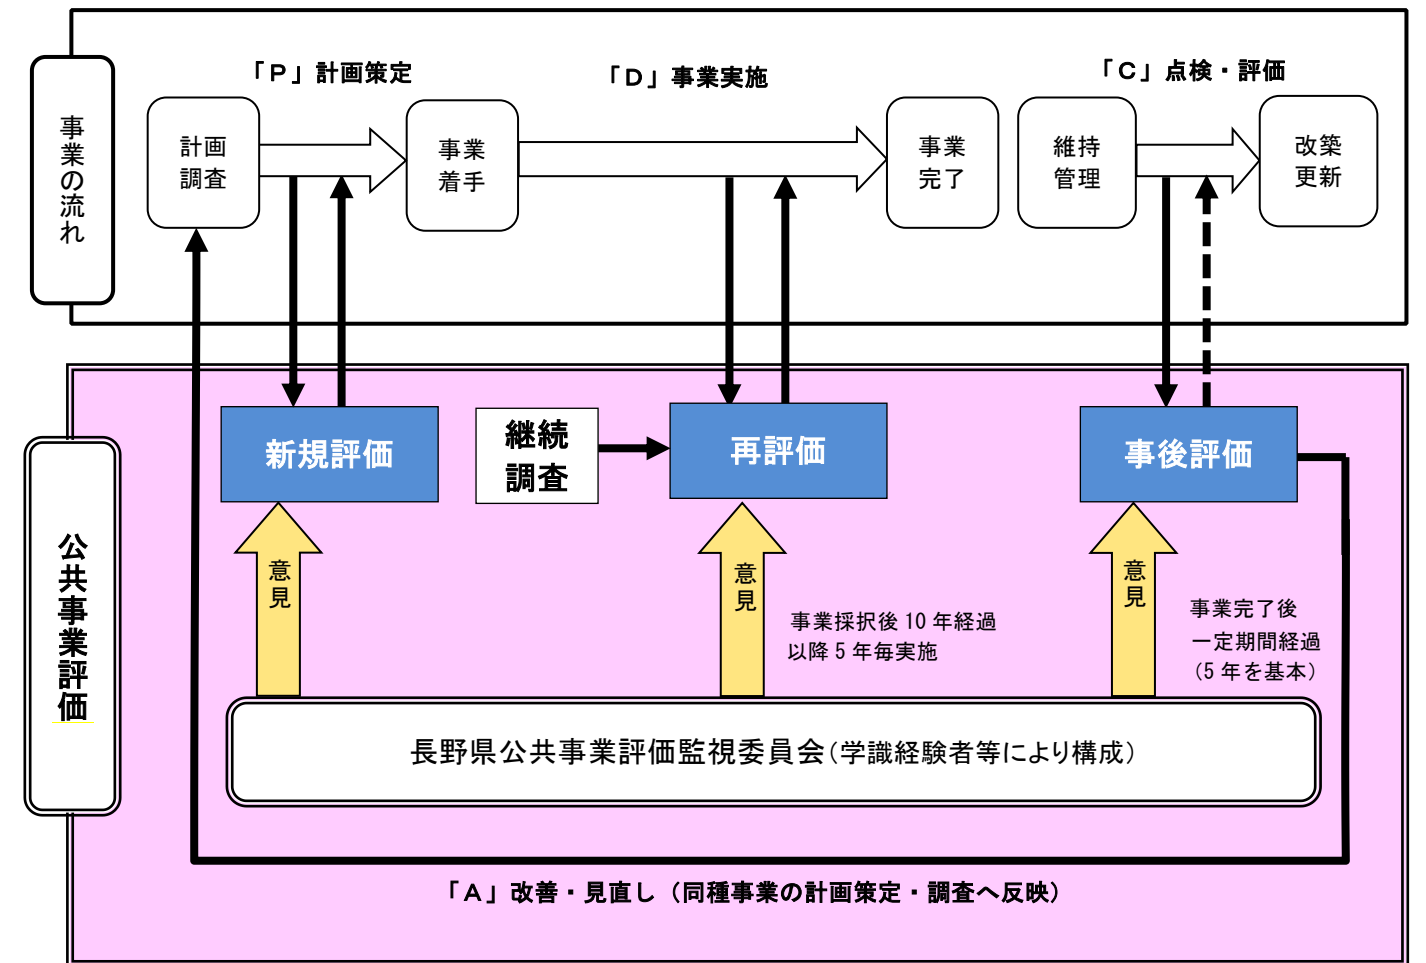 事業の流れ
「P」計画策定
「D」事業実施
「C」点検・評価
計画
調査
事業
着手
事業
完了
維持
管理
改築
更新
公共事業評価
新規評価
継続
調査
再評価
事後評価
意見
意見
意見
事業採択後10年経過
以降5年毎実施
事業完了後
一定期間経過
(5年を基本)
長野県公共事業評価監視委員会(学識経験者等により構成)
「A」改善・見直し(同種事業の計画策定・調査へ反映)